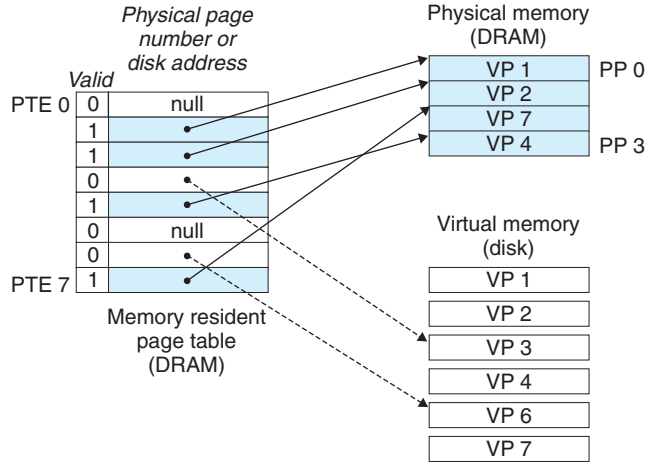 Physical page
number or
disk address
Valid
PTE 0
0
null
1
1
0
1
0
null
0
PTE 7
1
Memory resident
page table
(DRAM)
Physical memory
(DRAM)
VP 1
PP 0
VP 2
VP 7
VP 4
PP 3
Virtual memory
(disk)
VP 1
VP 2
VP 3
VP 4
VP 6
VP 7